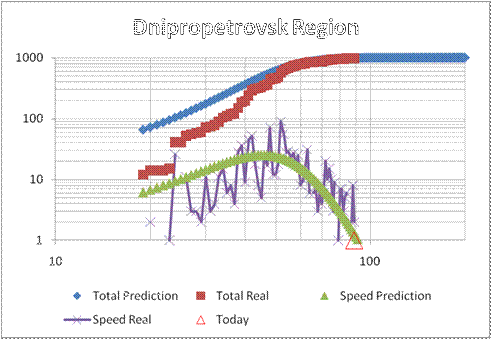 Dnipropetrovsk Region
1000
100
10
1
10 100
Total Prediction Total Real Speed Prediction
Speed Real Today